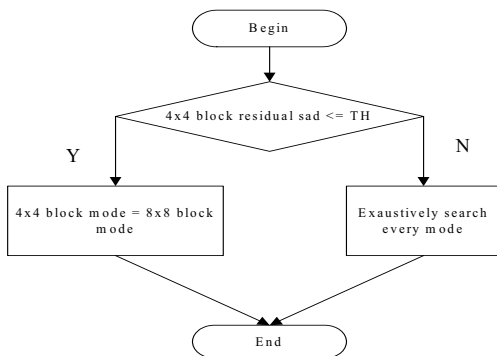 Begin
4x4 block residual sad <= TH
Y
N
4x4 block mode = 8x8 block
mode
Exaustively search
every mode
End